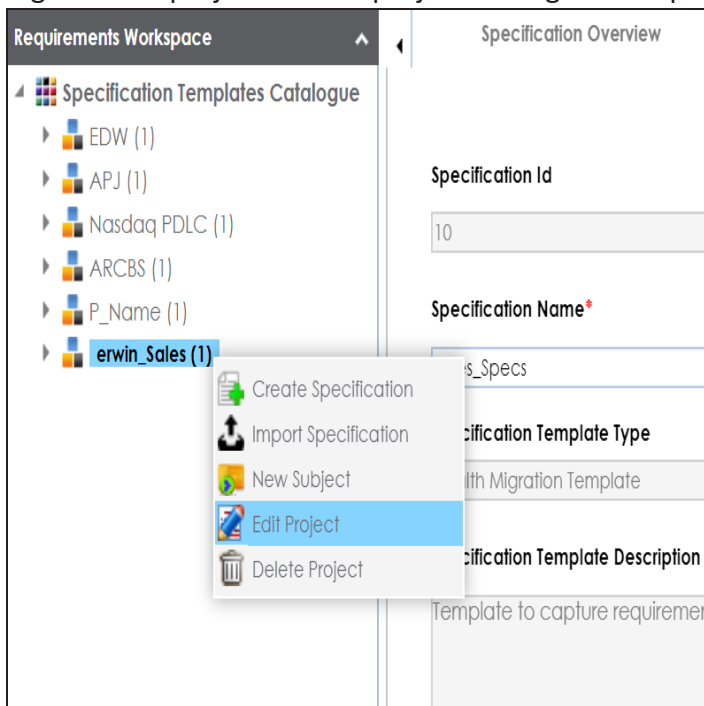 Requirements Workspace
Specification Overview
Specification Templates Catalogue
EDW (1)
APJ (1)
Nasdaq PDLC (1)
ARCBS (1)
P_Name (1)
erwin_Sales (1)
Create Specification
Import Specification
New Subject
Edit Project
Delete Project
Specification Id
10
Specification Name*
s_Specs
cification Template Type
lth Migration Template
cification Template Description
Template to capture requiremen